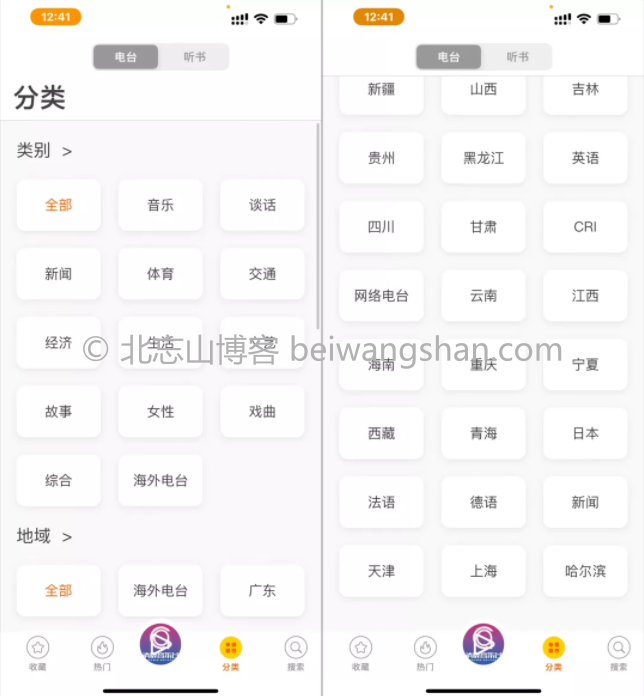 12:41
电台 听书
分类
类别 >
全部 音乐 谈话
新闻 体育 交通
经济 生活
故事 女性 戏曲
综合 海外电台
地域 >
全部 海外电台 广东
收藏 热门 分类 搜索
12:41
电台 听书
新疆 山西 吉林
贵州 黑龙江 英语
四川 甘肃 CRI
网络电台 云南 江西
海南 重庆 宁夏
西藏 青海 日本
法语 德语 新闻
天津 上海 哈尔滨
收藏 热门 分类 搜索
© 北忘山博客 beiwangshan.com